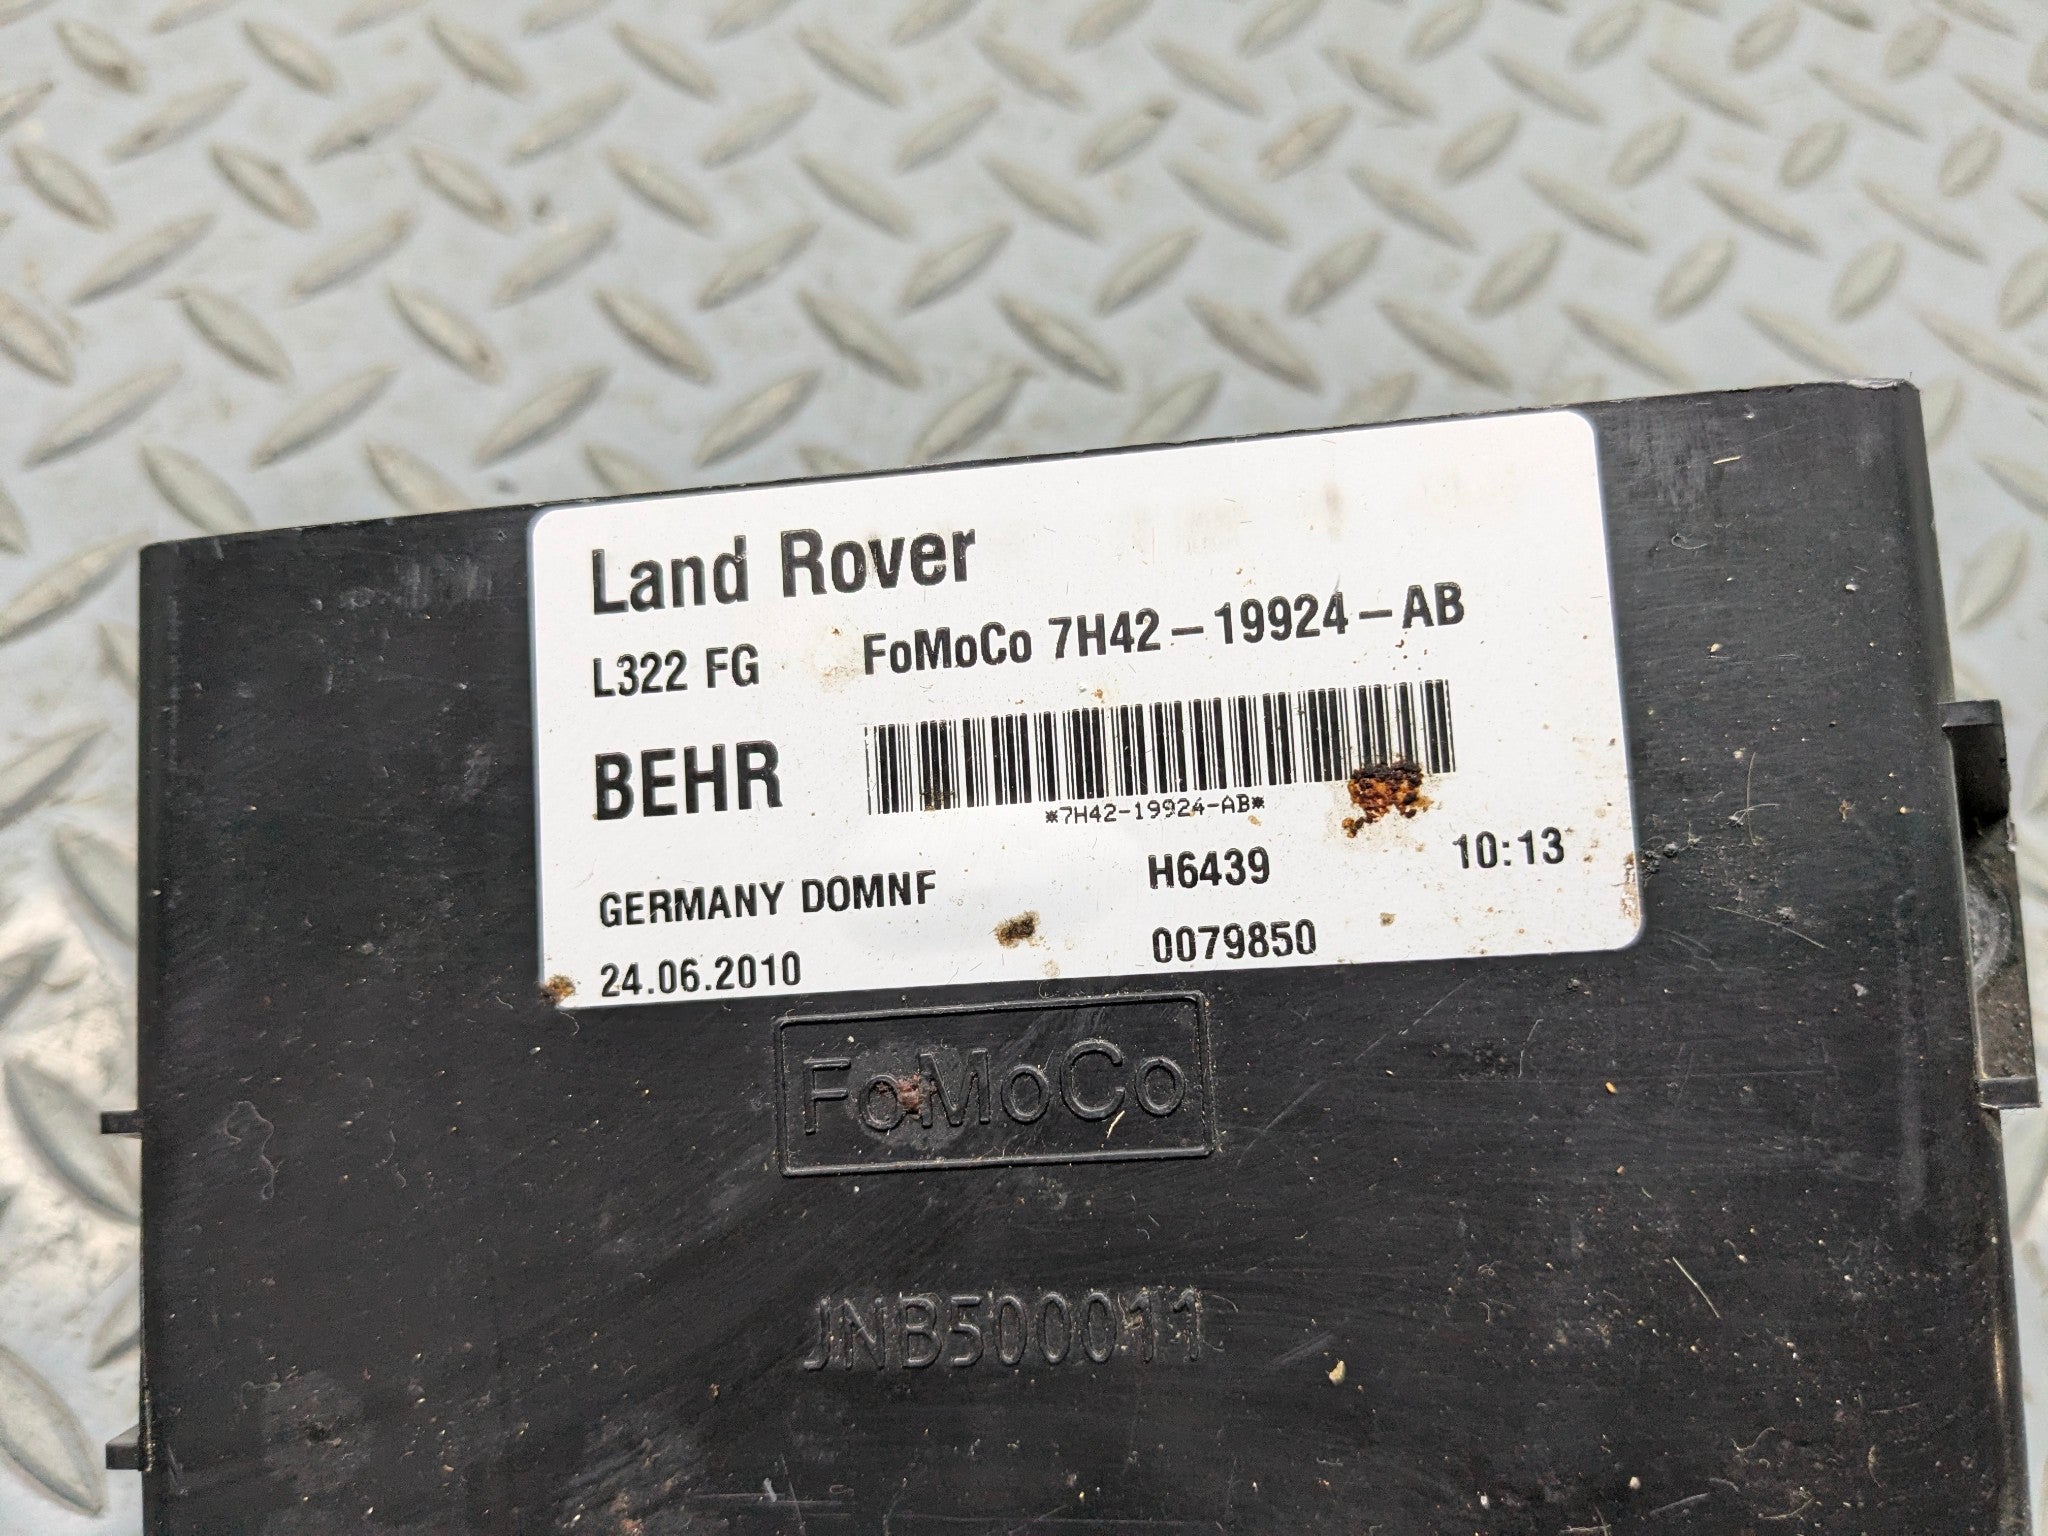 Land Rover
L322 FG FoMoCo 7H42-19924-AB
BEHR
*7H42-19924-AB*
GERMANY DOMNF H6439 10:13
24.06.2010 0079850
FoMoCo
JNB500011